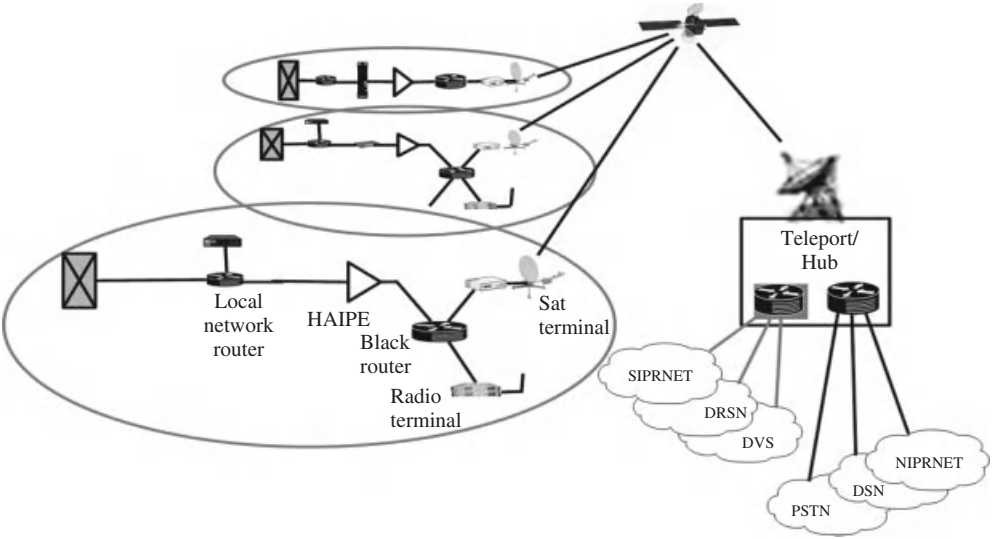 Teleport/
Hub
Local
network
router
HAIPE
Black
router
Sat
terminal
Radio
terminal
SIPRNET
DRSN
DVS
NIPRNET
DSN
PSTN